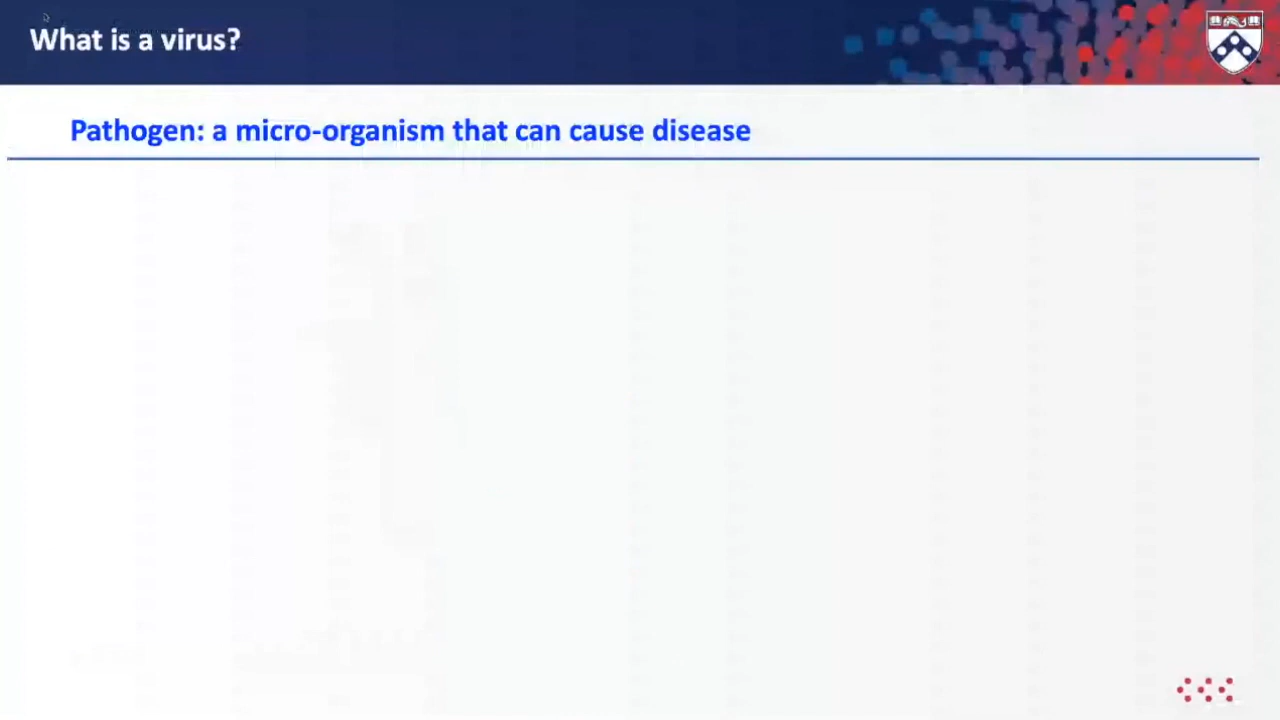 What is a virus?
Pathogen: a micro-organism that can cause disease